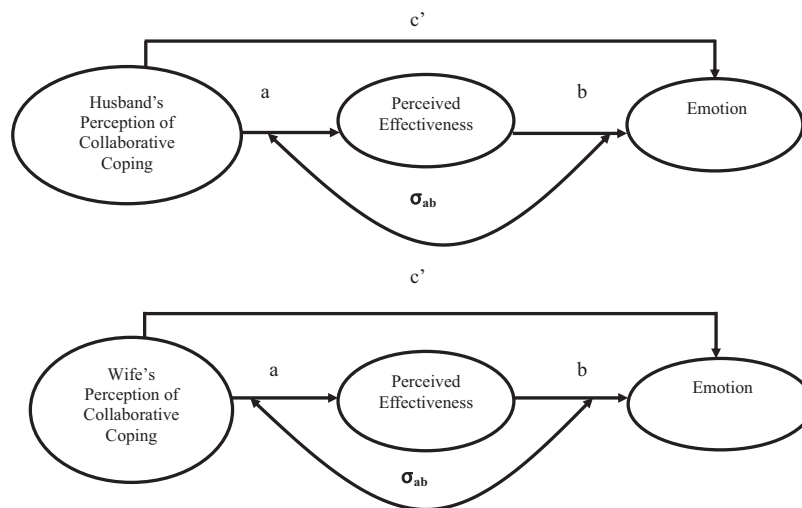 c’
a
b
Husband’s
Perception of
Collaborative
Coping
Perceived
Effectiveness
Emotion
σab
c’
a
b
Wife’s
Perception of
Collaborative
Coping
Perceived
Effectiveness
Emotion
σab